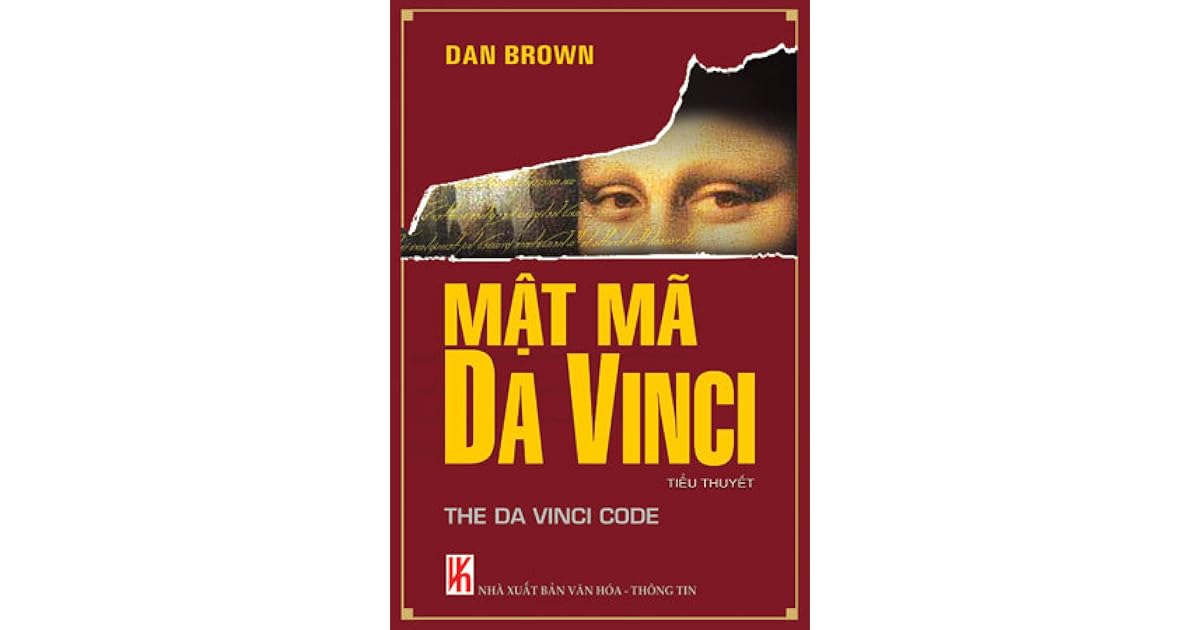 DAN BROWN
MẬT MÃ
DA VINCI
TIỂU THUYẾT
THE DA VINCI CODE
NHÀ XUẤT BẢN VĂN HÓA - THÔNG TIN